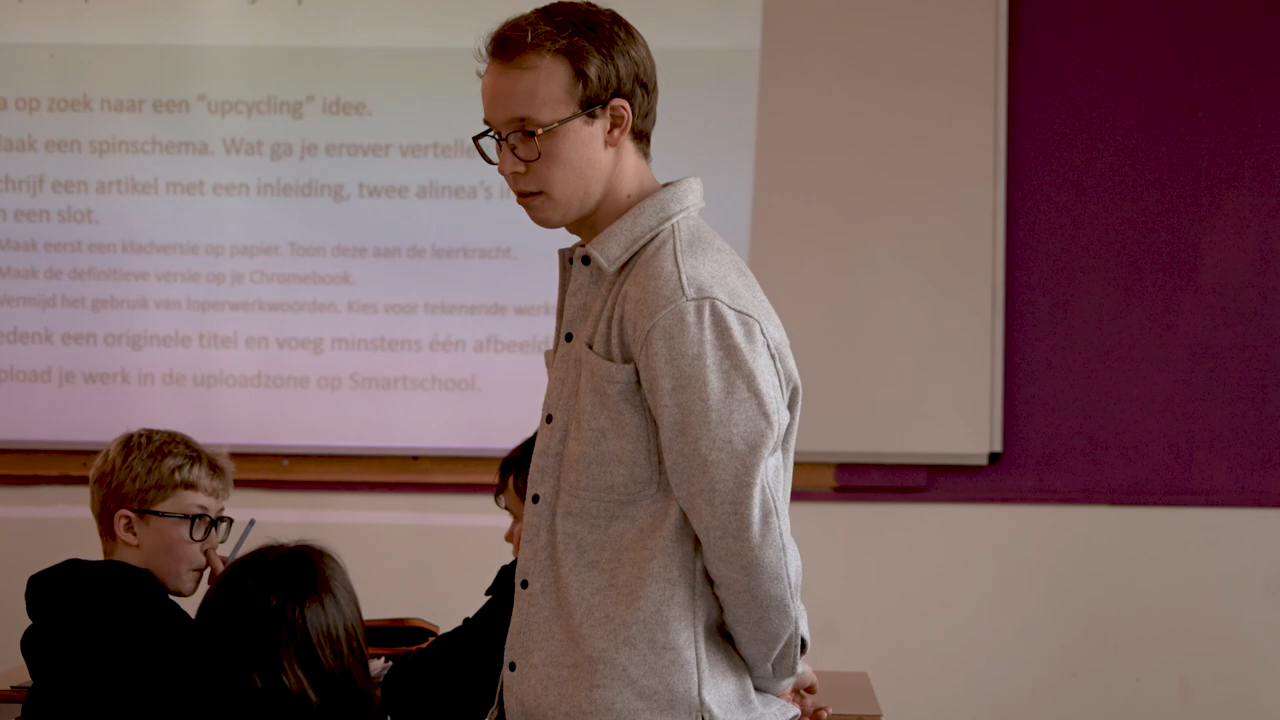 a op zoek naar een "upcycling" idee.
laak een spinschema. Wat ga je erover vertelle
chrijf een artikel met een inleiding, twee alinea's i
n een slot.
Maak eerst een kladversie op papier. Toon deze aan de leerkracht.
Maak de definitieve versie op je Chromebook.
Vermijd het gebruik van loperwerkwoorden. Kies voor tekenende werk
edenk een originele titel en voeg minstens één afbeeld
pload je werk in de uploadzone op Smartschool.